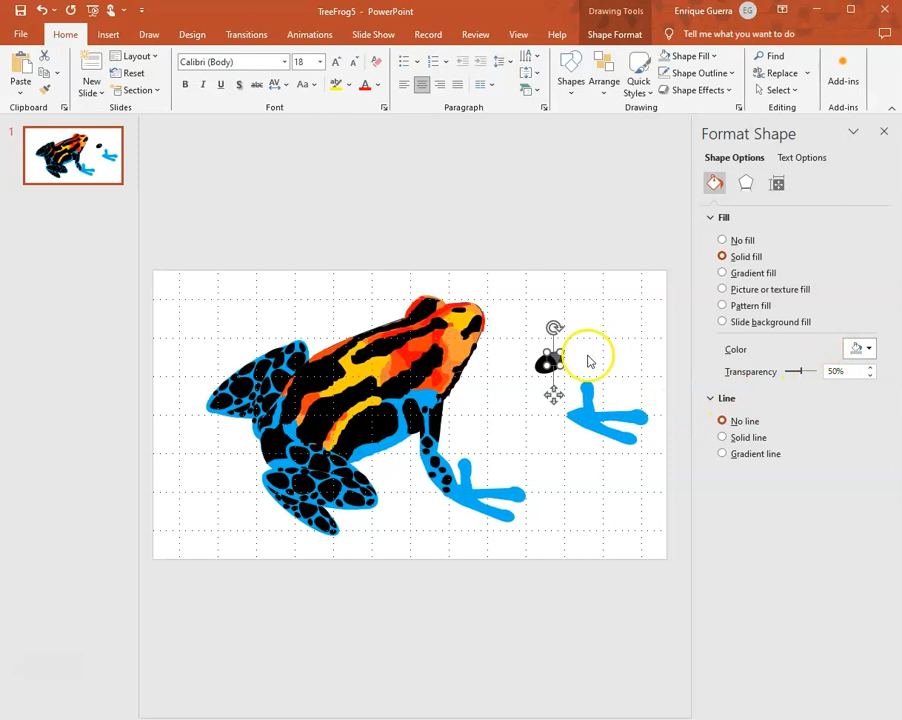 TreeFrog5 - PowerPoint
Drawing Tools
Enrique Guerra
EG
File
Home
Insert
Draw
Design
Transitions
Animations
Slide Show
Record
Review
View
Help
Shape Format
Tell me what you want to do
Paste
Clipboard
New
Slide
Layout
Reset
Section
Slides
Calibri (Body)
18
A A
B I U S abc AV
Aa A
Font
Paragraph
Shapes
Arrange
Quick
Styles
Shape Fill
Shape Outline
Shape Effects
Drawing
Find
Replace
Select
Editing
Add-ins
Add-ins
1
Format Shape
Shape Options
Text Options
Fill
No fill
Solid fill
Gradient fill
Picture or texture fill
Pattern fill
Slide background fill
Color
Transparency
50%
Line
No line
Solid line
Gradient line